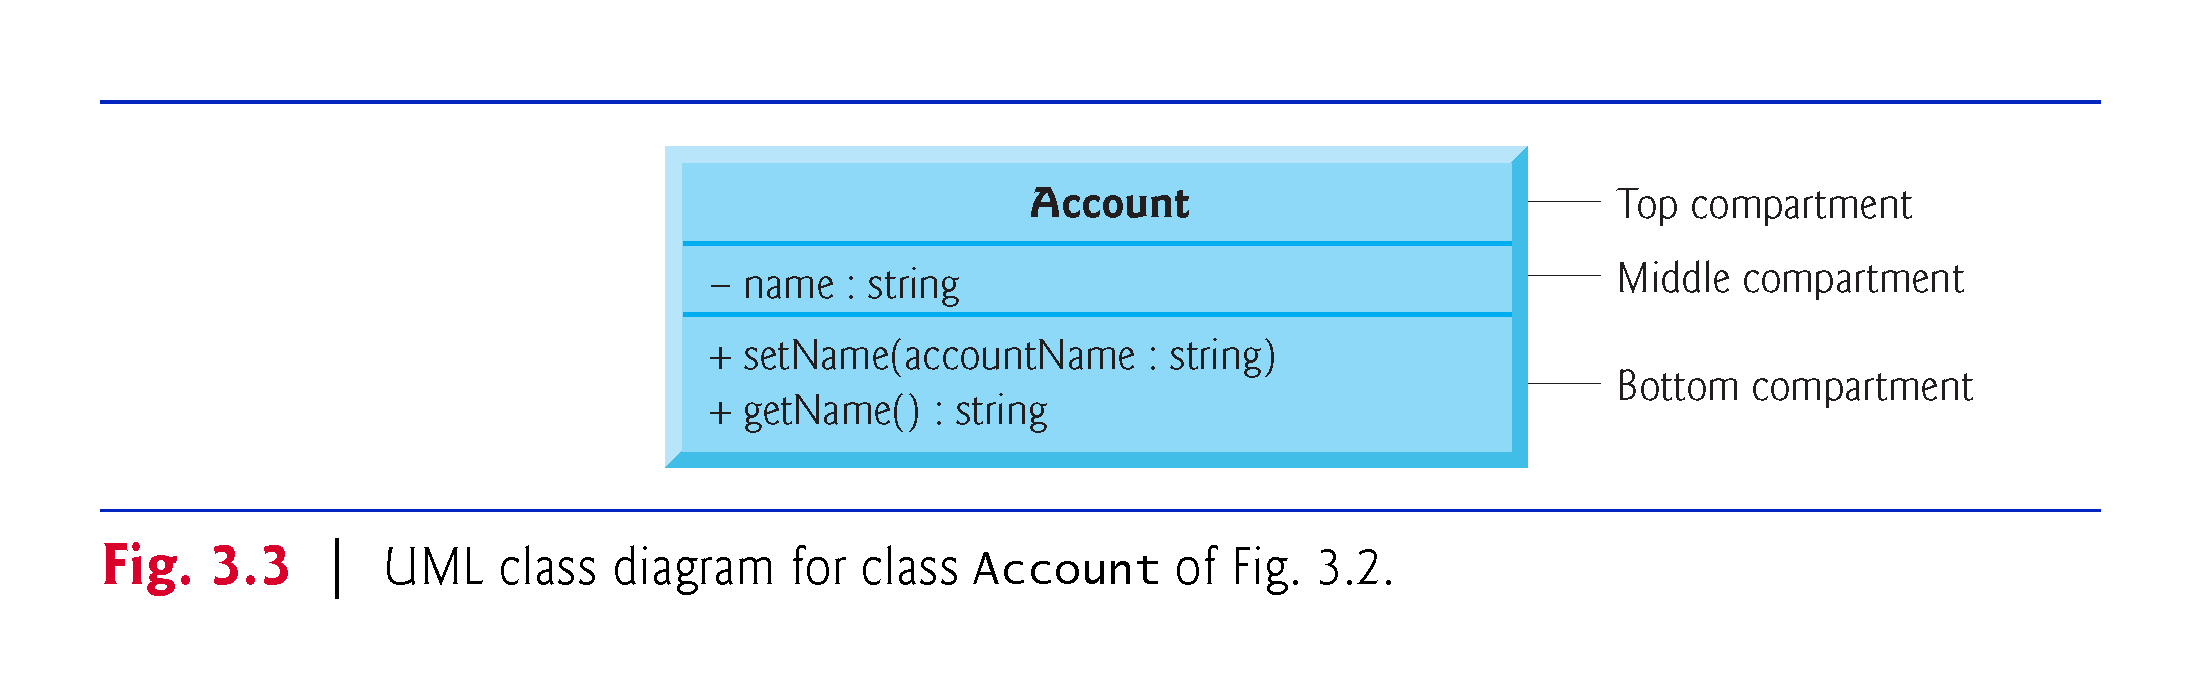 Account
Top compartment
– name : string
Middle compartment
+ setName(accountName : string)
+ getName() : string
Bottom compartment
Fig. 3.3 | UML class diagram for class Account of Fig. 3.2.